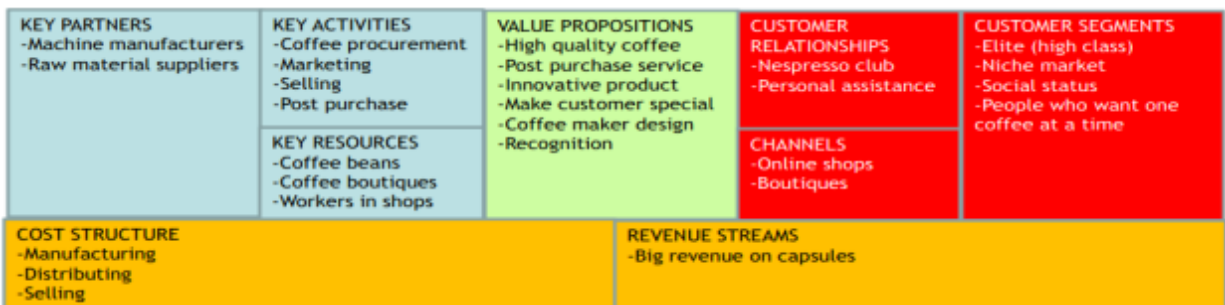 KEY PARTNERS
-Machine manufacturers
-Raw material suppliers
KEY ACTIVITIES
-Coffee procurement
-Marketing
-Selling
-Post purchase
KEY RESOURCES
-Coffee beans
-Coffee boutiques
-Workers in shops
VALUE PROPOSITIONS
-High quality coffee
-Post purchase service
-Innovative product
-Make customer special
-Coffee maker design
-Recognition
CUSTOMER
RELATIONSHIPS
-Nespresso club
-Personal assistance
CHANNELS
-Online shops
-Boutiques
CUSTOMER SEGMENTS
-Elite (high class)
-Niche market
-Social status
-People who want one
coffee at a time
COST STRUCTURE
-Manufacturing
-Distributing
-Selling
REVENUE STREAMS
-Big revenue on capsules